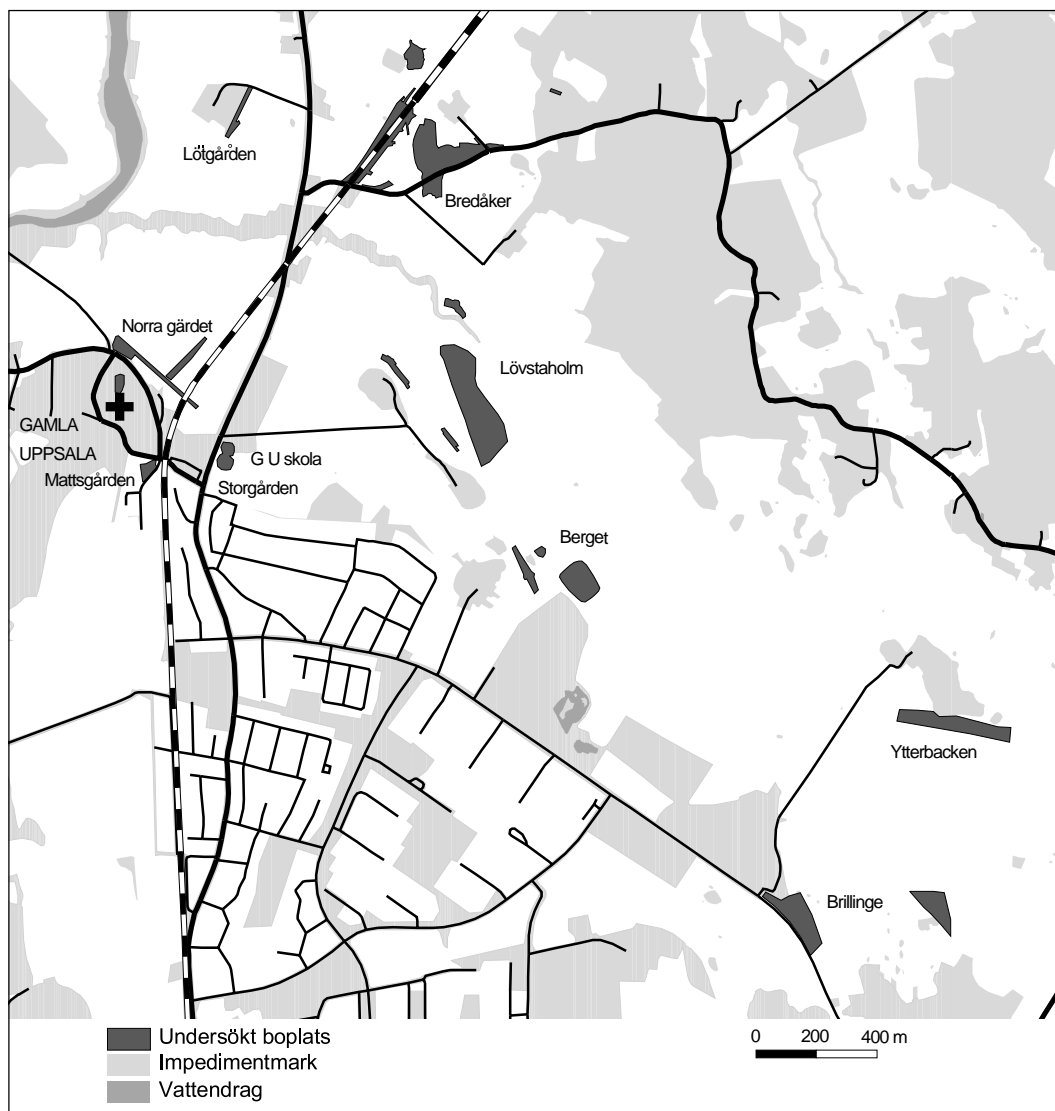 Lötgården
Bredåker
Norra gärdet
Lövstaholm
GAMLA
UPPSALA
G U skola
Mattsgården
Storgården
Berget
Ytterbacken
Brillinge
Undersökt boplats
Impedimentmark
Vattendrag
0 200 400 m